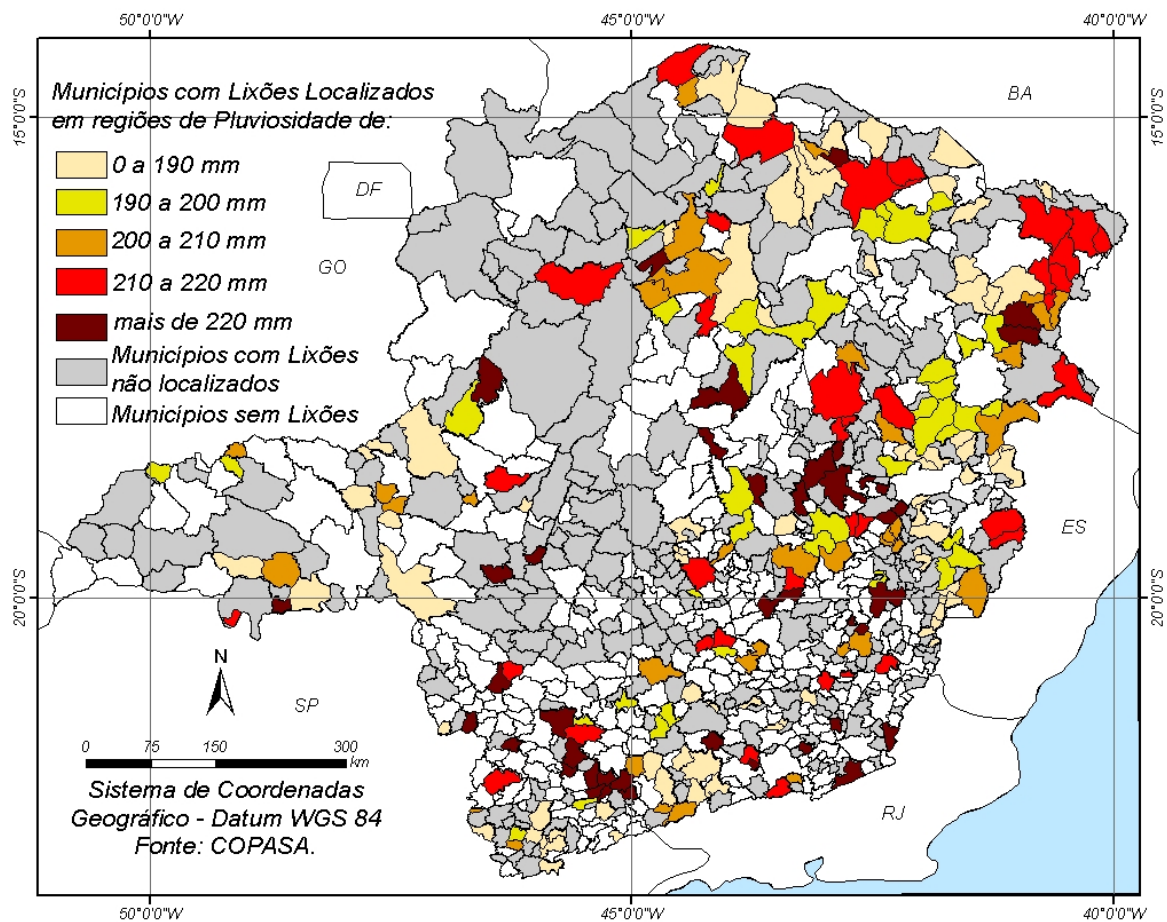 50°0'0"W
45°0'0"W
40°0'0"W
Municípios com Lixões Localizados
em regiões de Pluviosidade de:
0 a 190 mm
190 a 200 mm
200 a 210 mm
210 a 220 mm
mais de 220 mm
Municípios com Lixões
não localizados
Municípios sem Lixões
15°0'0"S
15°0'0"S
BA
DF
GO
ES
20°0'0"S
20°0'0"S
N
SP
RJ
0 75 150 300
km
Sistema de Coordenadas
Geográfico - Datum WGS 84
Fonte: COPASA.
50°0'0"W
45°0'0"W
40°0'0"W